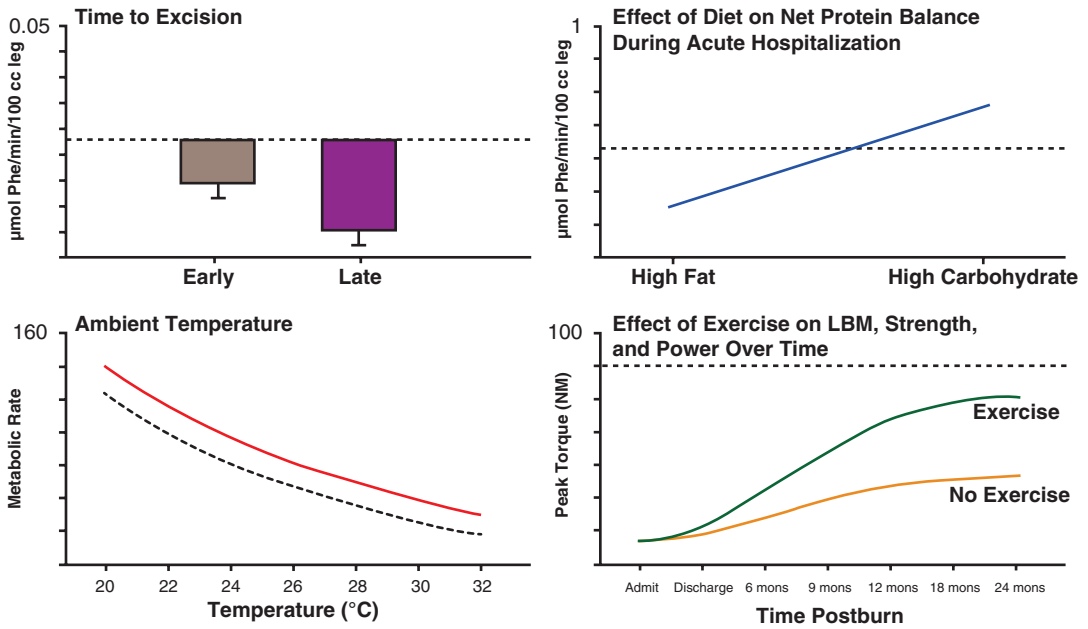 Time to Excision
0.05
µmol Phe/min/100 cc leg
Early
Late
Effect of Diet on Net Protein Balance
During Acute Hospitalization
1
µmol Phe/min/100 cc leg
High Fat
High Carbohydrate
Ambient Temperature
160
Metabolic Rate
20
22
24
26
28
30
32
Temperature (°C)
Effect of Exercise on LBM, Strength,
and Power Over Time
100
Peak Torque (NM)
Exercise
No Exercise
Admit
Discharge
6 mons
9 mons
12 mons
18 mons
24 mons
Time Postburn